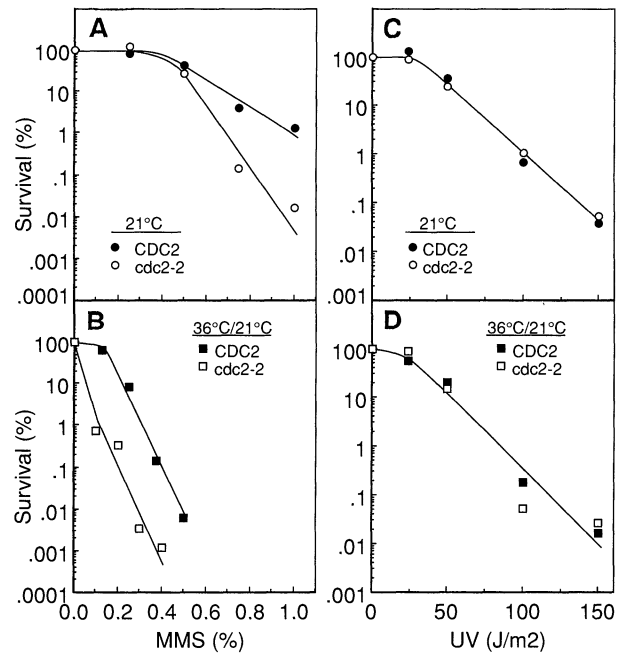 A
Survival (%)
100
10
1
.1
.01
.001
.0001
21°C
CDC2
cdc2-2
C
100
10
1
.1
.01
.001
21°C
CDC2
cdc2-2
B
Survival (%)
100
10
1
.1
.01
.001
.0001
36°C/21°C
CDC2
cdc2-2
0.0 0.2 0.4 0.6 0.8 1.0
MMS (%)
D
100
10
1
.1
.01
.001
36°C/21°C
CDC2
cdc2-2
0 50 100 150
UV (J/m2)